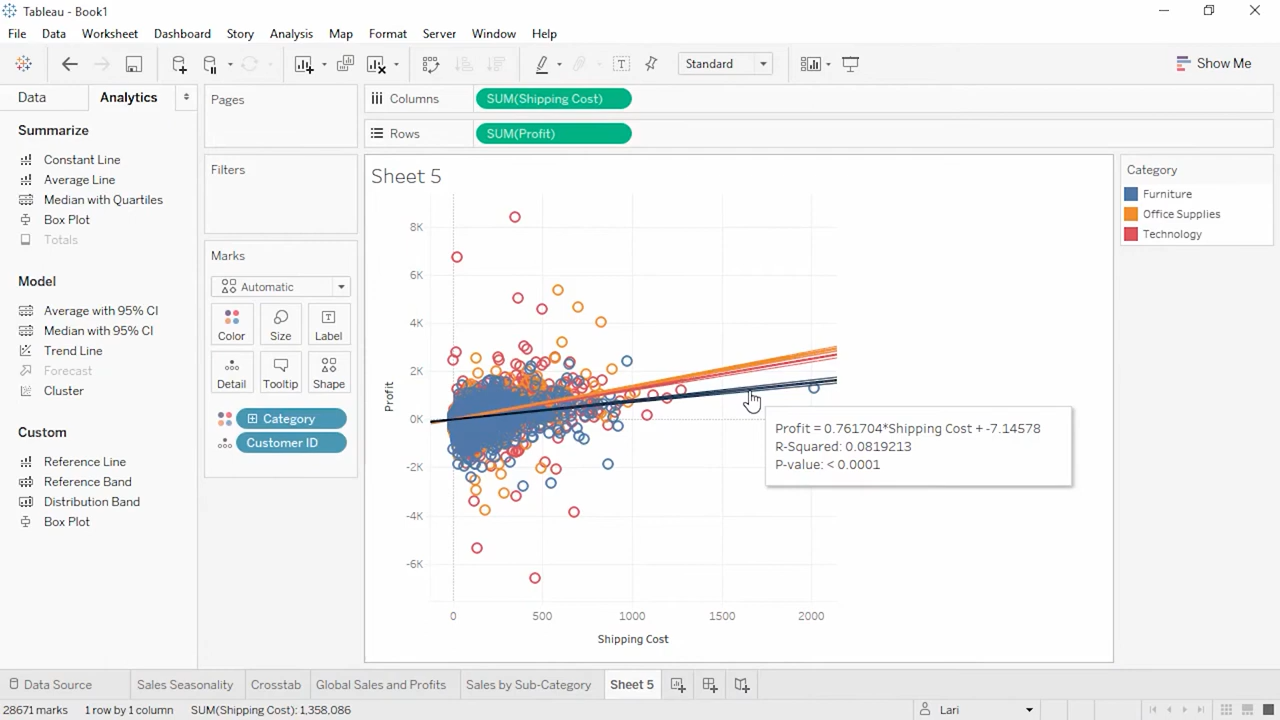 Tableau - Book1
File Data Worksheet Dashboard Story Analysis Map Format Server Window Help
Standard
Show Me
Data Analytics
Summarize
Constant Line
Average Line
Median with Quartiles
Box Plot
Totals
Model
Average with 95% CI
Median with 95% CI
Trend Line
Forecast
Cluster
Custom
Reference Line
Reference Band
Distribution Band
Box Plot
Pages
Filters
Marks
Automatic
Color Size Label
Detail Tooltip Shape
Category
Customer ID
Columns SUM(Shipping Cost)
Rows SUM(Profit)
Sheet 5
8K
6K
4K
2K
0K
-2K
-4K
-6K
Profit
0 500 1000 1500 2000
Shipping Cost
Profit = 0.761704*Shipping Cost + -7.14578
R-Squared: 0.0819213
P-value: < 0.0001
Category
Furniture
Office Supplies
Technology
Data Source Sales Seasonality Crosstab Global Sales and Profits Sales by Sub-Category Sheet 5
28671 marks 1 row by 1 column SUM(Shipping Cost): 1,358,086 Lari